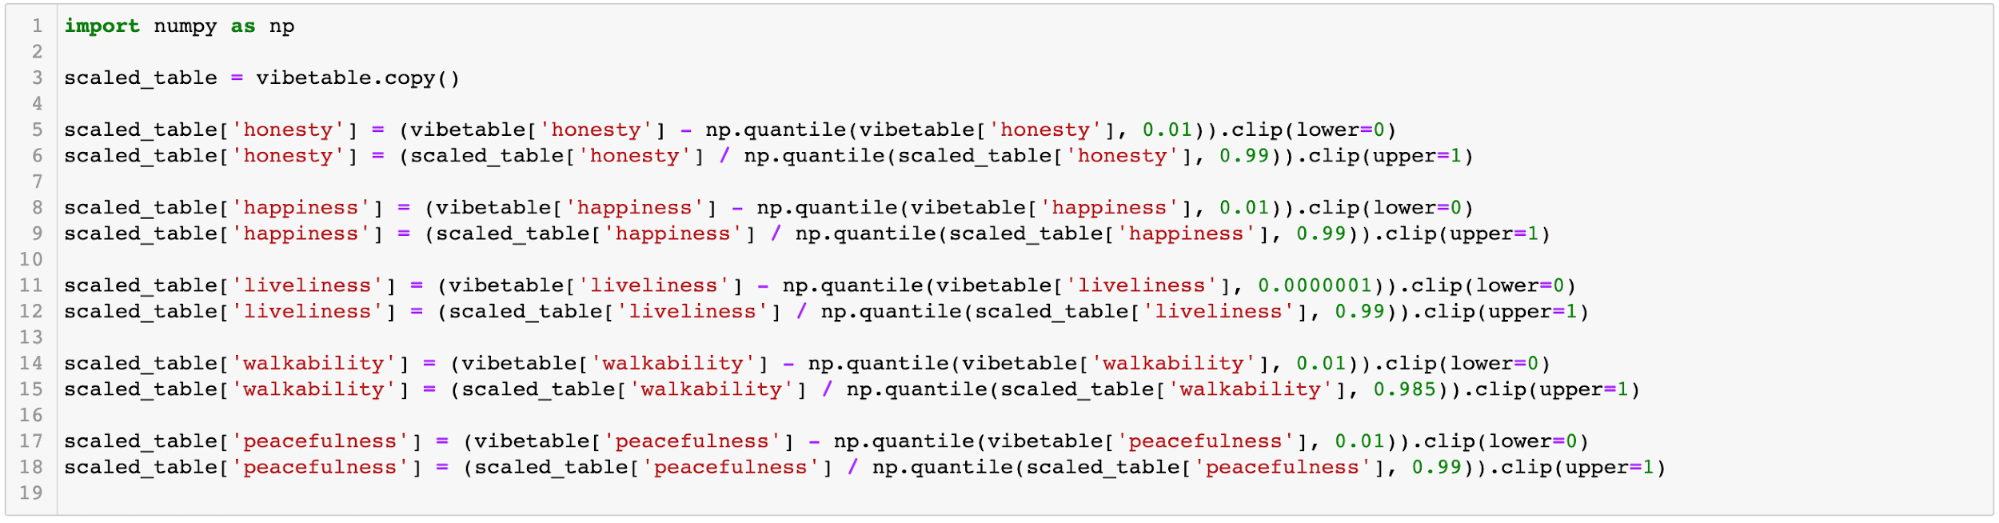 1 import numpy as np
2
3 scaled_table = vibetable.copy()
4
5 scaled_table['honesty'] = (vibetable['honesty'] - np.quantile(vibetable['honesty'], 0.01)).clip(lower=0)
6 scaled_table['honesty'] = (scaled_table['honesty'] / np.quantile(scaled_table['honesty'], 0.99)).clip(upper=1)
7
8 scaled_table['happiness'] = (vibetable['happiness'] - np.quantile(vibetable['happiness'], 0.01)).clip(lower=0)
9 scaled_table['happiness'] = (scaled_table['happiness'] / np.quantile(scaled_table['happiness'], 0.99)).clip(upper=1)
10
11 scaled_table['liveliness'] = (vibetable['liveliness'] - np.quantile(vibetable['liveliness'], 0.0000001)).clip(lower=0)
12 scaled_table['liveliness'] = (scaled_table['liveliness'] / np.quantile(scaled_table['liveliness'], 0.99)).clip(upper=1)
13
14 scaled_table['walkability'] = (vibetable['walkability'] - np.quantile(vibetable['walkability'], 0.01)).clip(lower=0)
15 scaled_table['walkability'] = (scaled_table['walkability'] / np.quantile(scaled_table['walkability'], 0.985)).clip(upper=1)
16
17 scaled_table['peacefulness'] = (vibetable['peacefulness'] - np.quantile(vibetable['peacefulness'], 0.01)).clip(lower=0)
18 scaled_table['peacefulness'] = (scaled_table['peacefulness'] / np.quantile(scaled_table['peacefulness'], 0.99)).clip(upper=1)
19